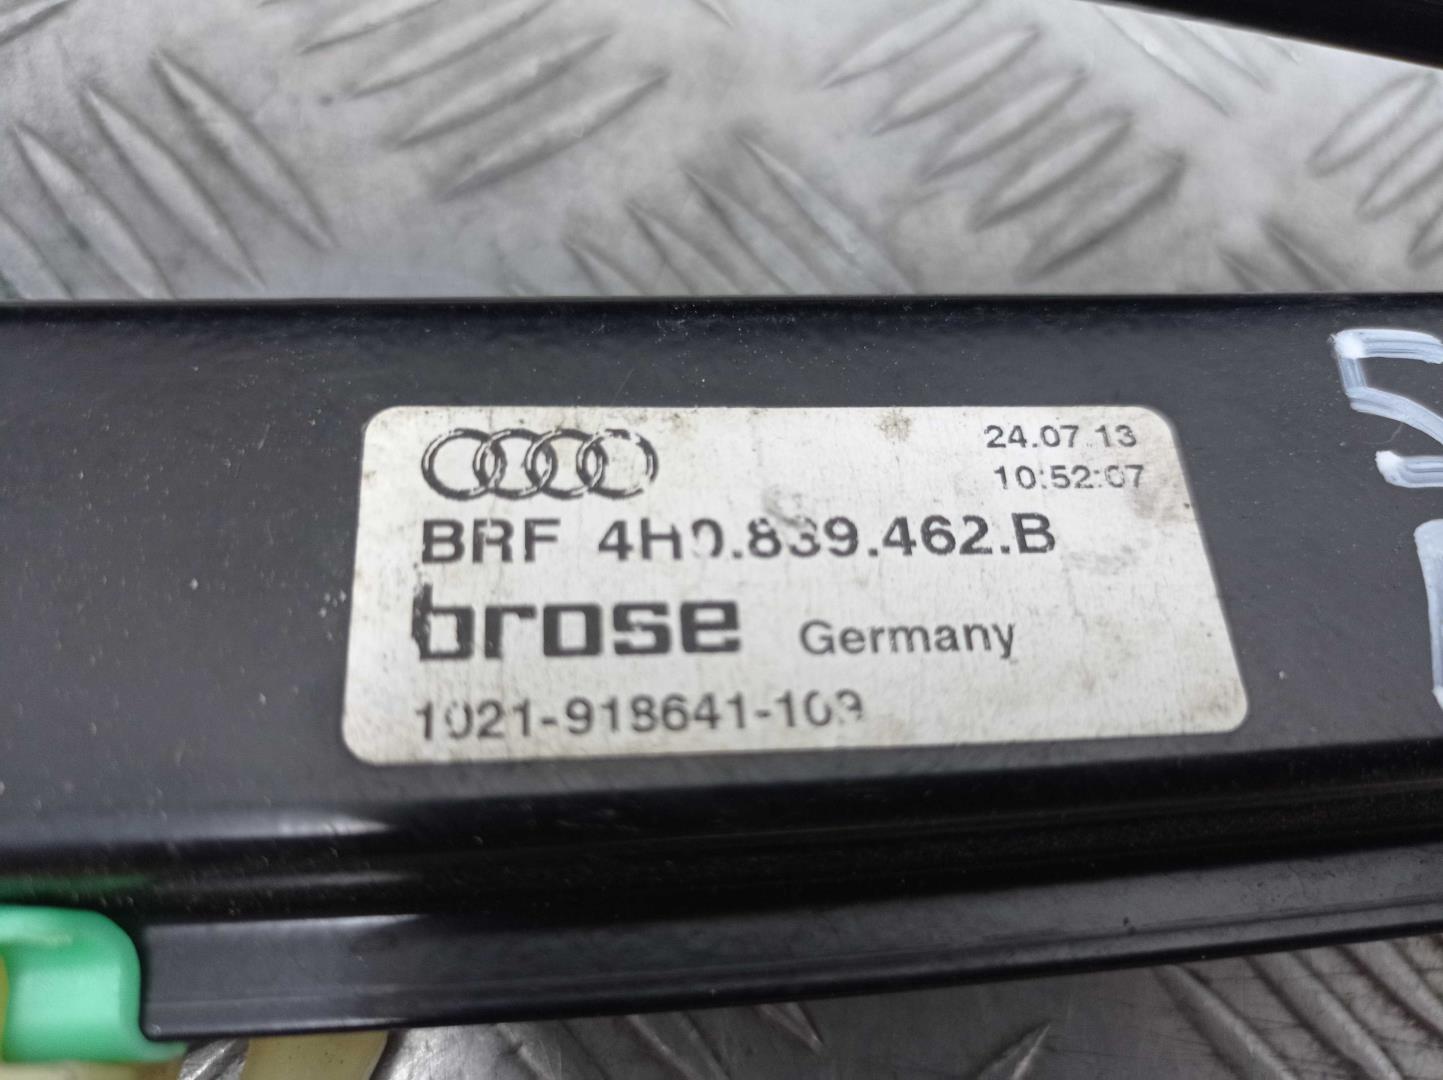 24.07.13
10:52:07
BRF 4H0.839.462.B
brose Germany
1021-918641-109